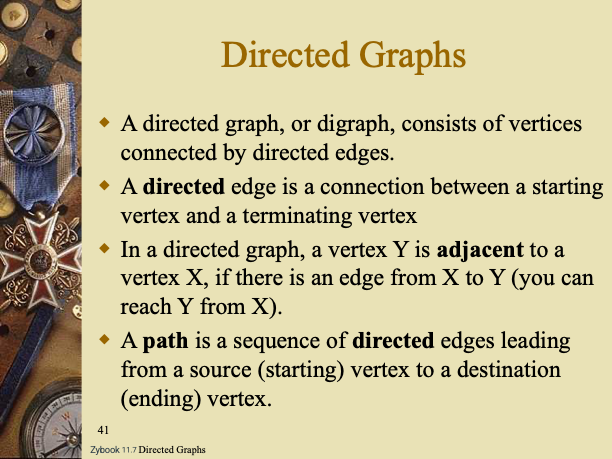 Directed Graphs
◆ A directed graph, or digraph, consists of vertices
connected by directed edges.
◆ A directed edge is a connection between a starting
vertex and a terminating vertex
◆ In a directed graph, a vertex Y is adjacent to a
vertex X, if there is an edge from X to Y (you can
reach Y from X).
◆ A path is a sequence of directed edges leading
from a source (starting) vertex to a destination
(ending) vertex.
41
Zybook 11.7 Directed Graphs